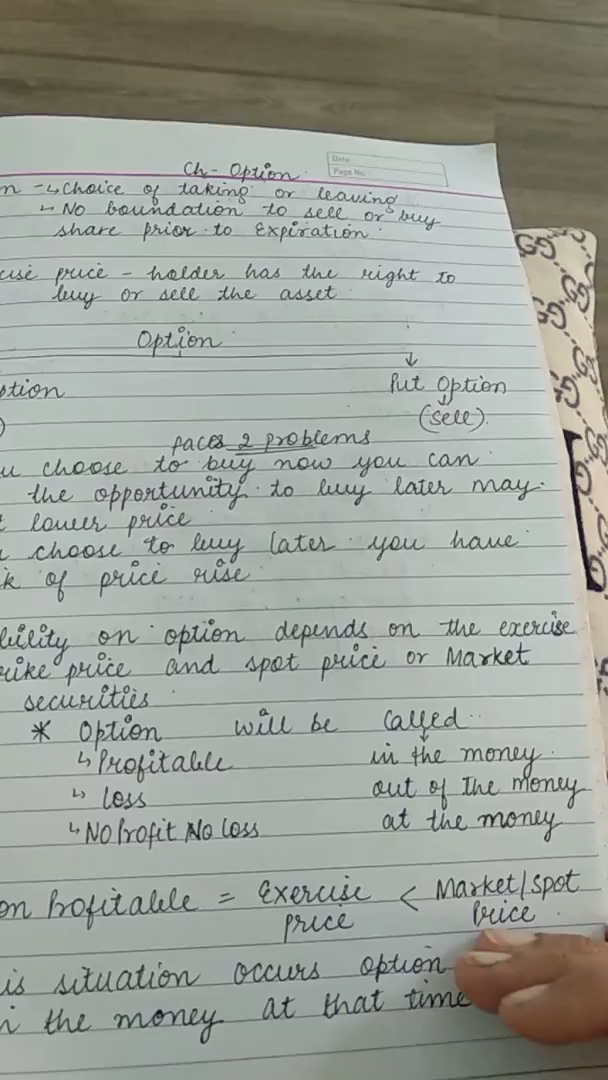 Ch- Option
Date
Page No
n - ↳ choice of taking or leaving
↳ No boundation to sell or buy
share prior to Expiration.
cise price - holder has the right to
buy or sell the asset
Option
ption
Put Option
(sell).
)
faces 2 problems
u choose to buy now you can
the opportunity to buy later may
t lower price
u choose to buy later you have
k of price rise
bility on option depends on the exercise
rike price and spot price or Market
securities
* Option will be called
↳ Profitable in the money
↳ loss out of The money
↳ No Profit No loss at the money
on Profitable = Exercise price < Market/spot Price
is situation occurs option
n the money at that time